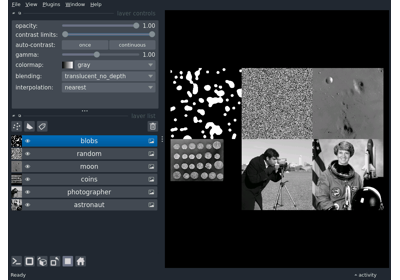 File View Plugins Window Help
layer controls
opacity: 1.00
contrast limits:
auto-contrast: once continuous
gamma: 1.00
colormap: gray
blending: translucent_no_depth
interpolation: nearest
layer list
blobs
random
moon
coins
photographer
astronaut
Ready
activity